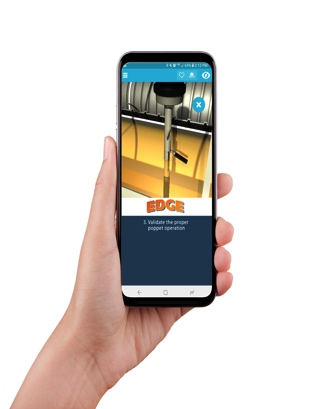 EDGE
3. Validate the proper
poppet operation